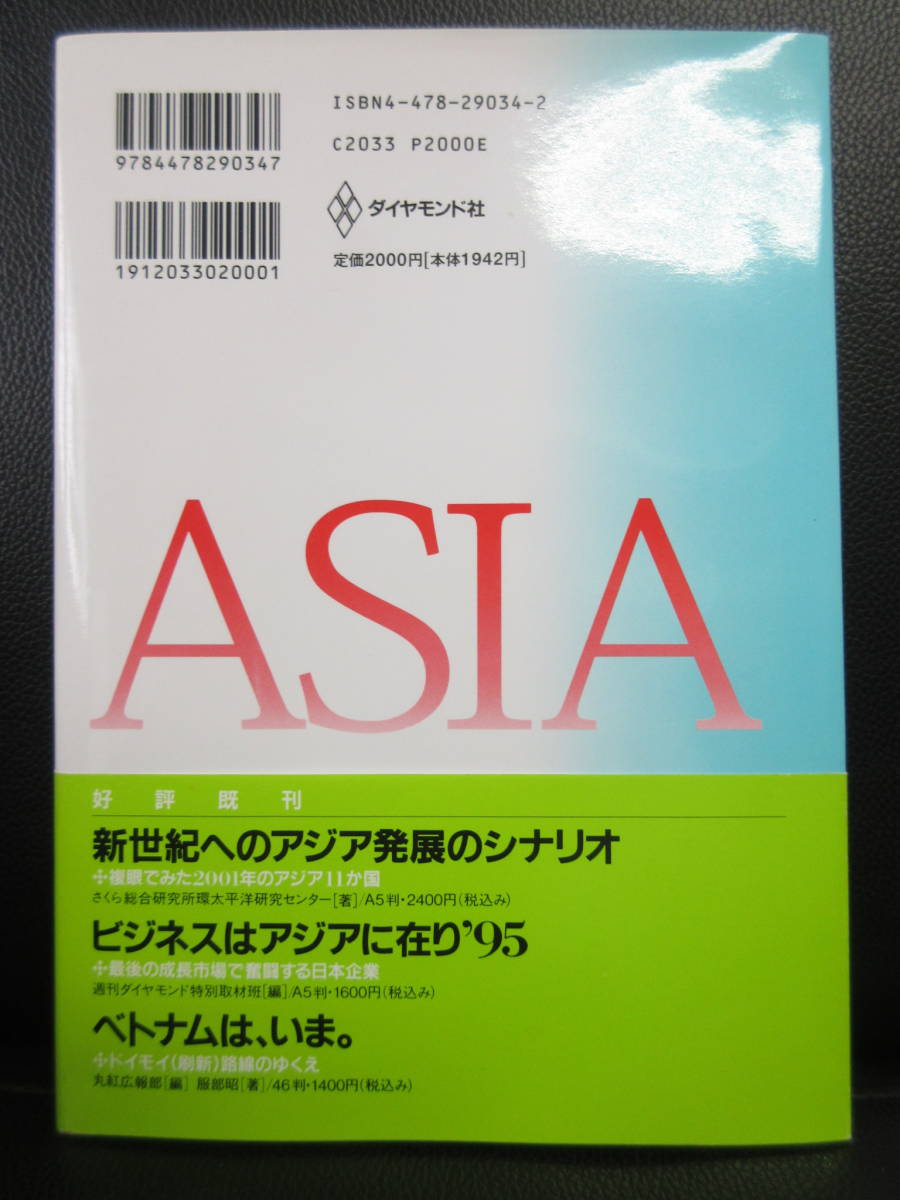 ISBN4-478-29034-2
9784478290347
C2033 P2000E
ダイヤモンド社
1912033020001
定価2000円[本体1942円]
ASIA
好評既刊
新世紀へのアジア発展のシナリオ
✣複眼でみた2001年のアジア11か国
さくら総合研究所環太平洋研究センター[著]/A5判・2400円(税込み)
ビジネスはアジアに在り'95
✣最後の成長市場で奮闘する日本企業
週刊ダイヤモンド特別取材班[編]/A5判・1600円(税込み)
ベトナムは、いま。
✣ドイモイ(刷新)路線のゆくえ
丸紅広報部[編] 服部昭[著]/46判・1400円(税込み)